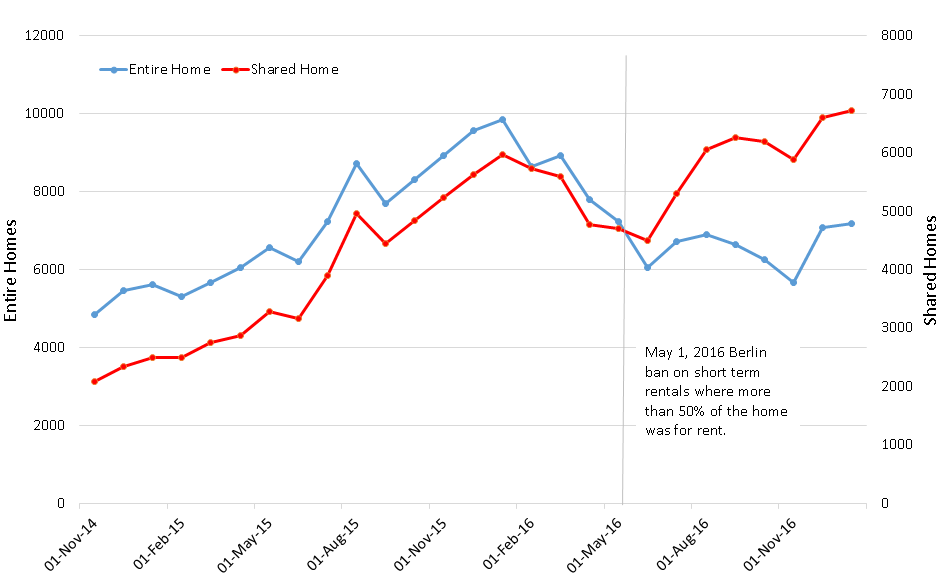 12000
10000
8000
6000
4000
2000
0
Entire Homes
Entire Home
Shared Home
8000
7000
6000
5000
4000
3000
2000
1000
0
Shared Homes
May 1, 2016 Berlin
ban on short term
rentals where more
than 50% of the home
was for rent.
01-Nov-14
01-Feb-15
01-May-15
01-Aug-15
01-Nov-15
01-Feb-16
01-May-16
01-Aug-16
01-Nov-16